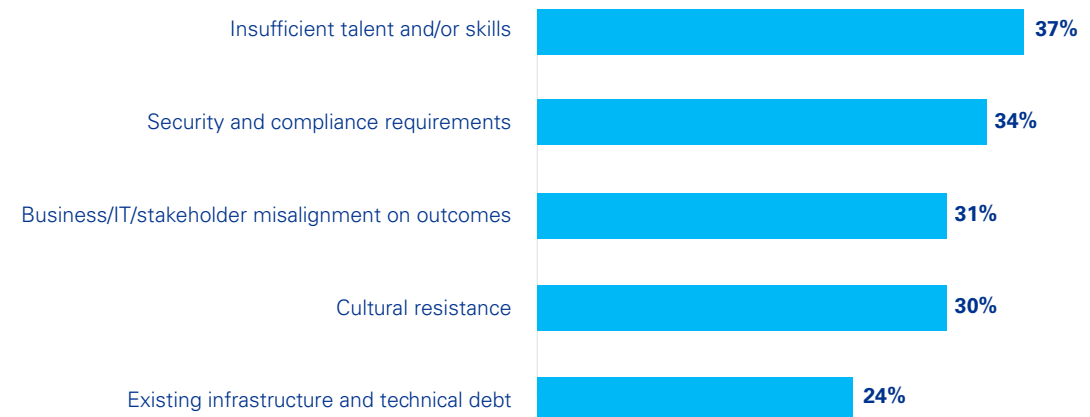 Insufficient talent and/or skills 37%
Security and compliance requirements 34%
Business/IT/stakeholder misalignment on outcomes 31%
Cultural resistance 30%
Existing infrastructure and technical debt 24%